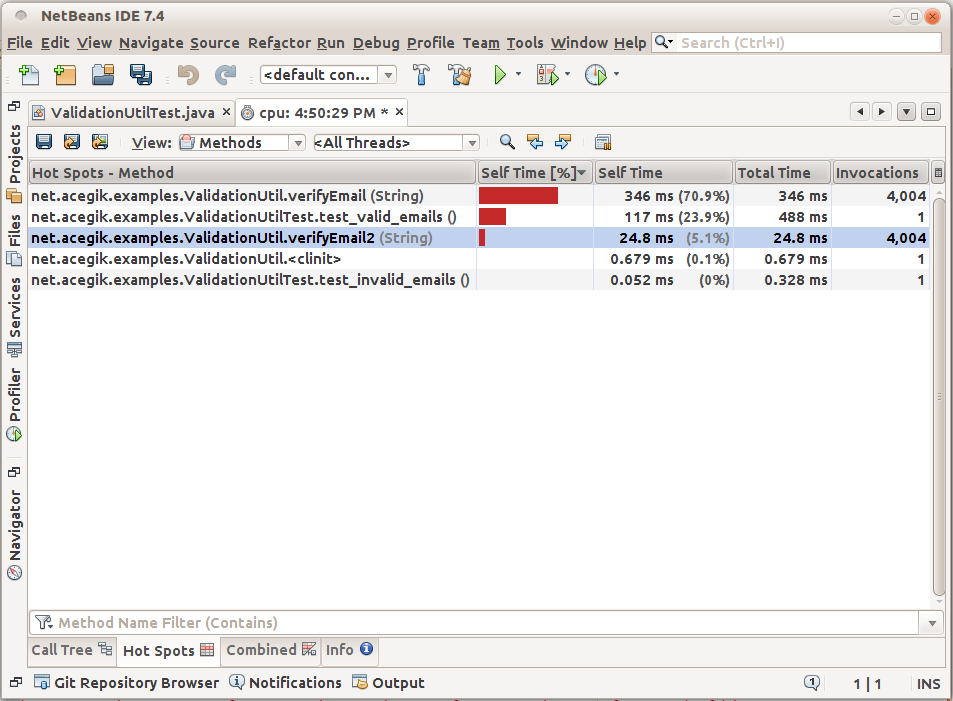 NetBeans IDE 7.4
File Edit View Navigate Source Refactor Run Debug Profile Team Tools Window Help Search (Ctrl+I)
<default con...
ValidationUtilTest.java × cpu: 4:50:29 PM * ×
View: Methods <All Threads>
Hot Spots - Method Self Time [%] Self Time Total Time Invocations
net.acegik.examples.ValidationUtil.verifyEmail (String) 346 ms (70.9%) 346 ms 4,004
net.acegik.examples.ValidationUtilTest.test_valid_emails () 117 ms (23.9%) 488 ms 1
net.acegik.examples.ValidationUtil.verifyEmail2 (String) 24.8 ms (5.1%) 24.8 ms 4,004
net.acegik.examples.ValidationUtil.<clinit> 0.679 ms (0.1%) 0.679 ms 1
net.acegik.examples.ValidationUtilTest.test_invalid_emails () 0.052 ms (0%) 0.328 ms 1
Projects
Files
Services
Profiler
Navigator
Method Name Filter (Contains)
Call Tree Hot Spots Combined Info
Git Repository Browser Notifications Output 1 1 | 1 INS